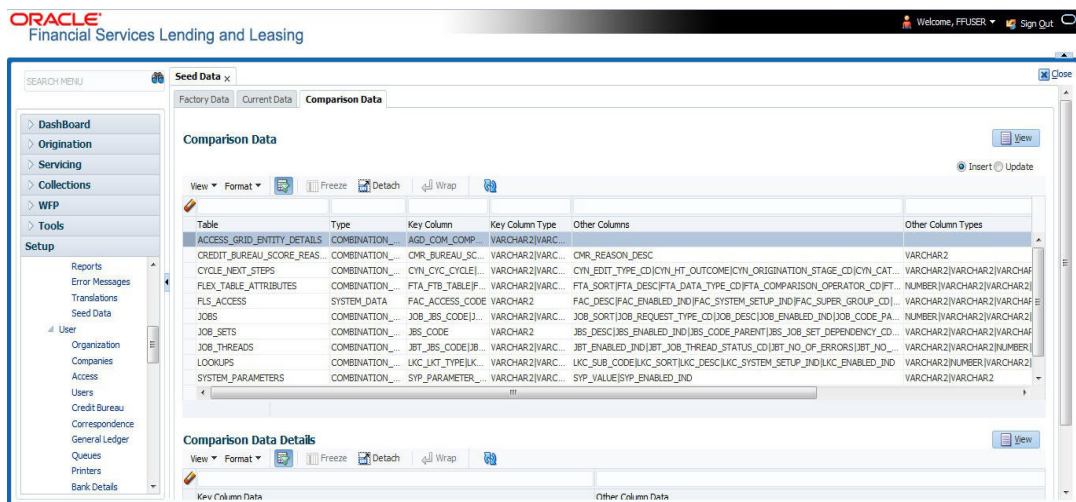 ORACLE
Financial Services Lending and Leasing
Welcome, FFUSER
Sign Out
SEARCH MENU
DashBoard
Origination
Servicing
Collections
WFP
Tools
Setup
Reports
Error Messages
Translations
Seed Data
User
Organization
Companies
Access
Users
Credit Bureau
Correspondence
General Ledger
Queues
Printers
Bank Details
Seed Data x
Close
Factory Data Current Data Comparison Data
Comparison Data
View
Insert Update
View Format Freeze Detach Wrap
Table Type Key Column Key Column Type Other Columns Other Column Types
ACCESS_GRID_ENTITY_DETAILS COMBINATION_... AGD_COM_COMP... VARCHAR2|VARC...
CREDIT_BUREAU_SCORE_REAS... COMBINATION_... CMR_BUREAU_SC... VARCHAR2|VARC... CMR_REASON_DESC VARCHAR2
CYCLE_NEXT_STEPS COMBINATION_... CYN_CYC_CYCLE|... VARCHAR2|VARC... CYN_EDIT_TYPE_CD|CYN_HT_OUTCOME|CYN_ORIGINATION_STAGE_CD|CYN_CAT... VARCHAR2|VARCHAR2|VARCHAR
FLEX_TABLE_ATTRIBUTES COMBINATION_... FTA_FTB_TABLE|F... VARCHAR2|VARC... FTA_SORT|FTA_DESC|FTA_DATA_TYPE_CD|FTA_COMPARISON_OPERATOR_CD|FT... NUMBER|VARCHAR2|VARCHAR2|
FLS_ACCESS SYSTEM_DATA FAC_ACCESS_CODE VARCHAR2 FAC_DESC|FAC_ENABLED_IND|FAC_SYSTEM_SETUP_IND|FAC_SUPER_GROUP_CD|... VARCHAR2|VARCHAR2|VARCHAR
JOBS COMBINATION_... JOB_JBS_CODE|J... VARCHAR2|VARC... JOB_SORT|JOB_REQUEST_TYPE_CD|JOB_DESC|JOB_ENABLED_IND|JOB_CODE_PA... NUMBER|VARCHAR2|VARCHAR2|
JOB_SETS COMBINATION_... JBS_CODE VARCHAR2 JBS_DESC|JBS_ENABLED_IND|JBS_CODE_PARENT|JBS_JOB_SET_DEPENDENCY_CD... VARCHAR2|VARCHAR2|VARCHAR
JOB_THREADS COMBINATION_... JBT_JBS_CODE|JB... VARCHAR2|VARC... JBT_ENABLED_IND|JBT_JOB_THREAD_STATUS_CD|JBT_NO_OF_ERRORS|JBT_NO_... VARCHAR2|VARCHAR2|NUMBER|
LOOKUPS COMBINATION_... LKC_LKT_TYPE|LK... VARCHAR2|VARC... LKC_SUB_CODE|LKC_SORT|LKC_DESC|LKC_SYSTEM_SETUP_IND|LKC_ENABLED_IND VARCHAR2|NUMBER|VARCHAR2|
SYSTEM_PARAMETERS COMBINATION_... SYP_PARAMETER_... VARCHAR2|VARC... SYP_VALUE|SYP_ENABLED_IND VARCHAR2|VARCHAR2
Comparison Data Details
View
View Format Freeze Detach Wrap
Key Column Data Other Column Data